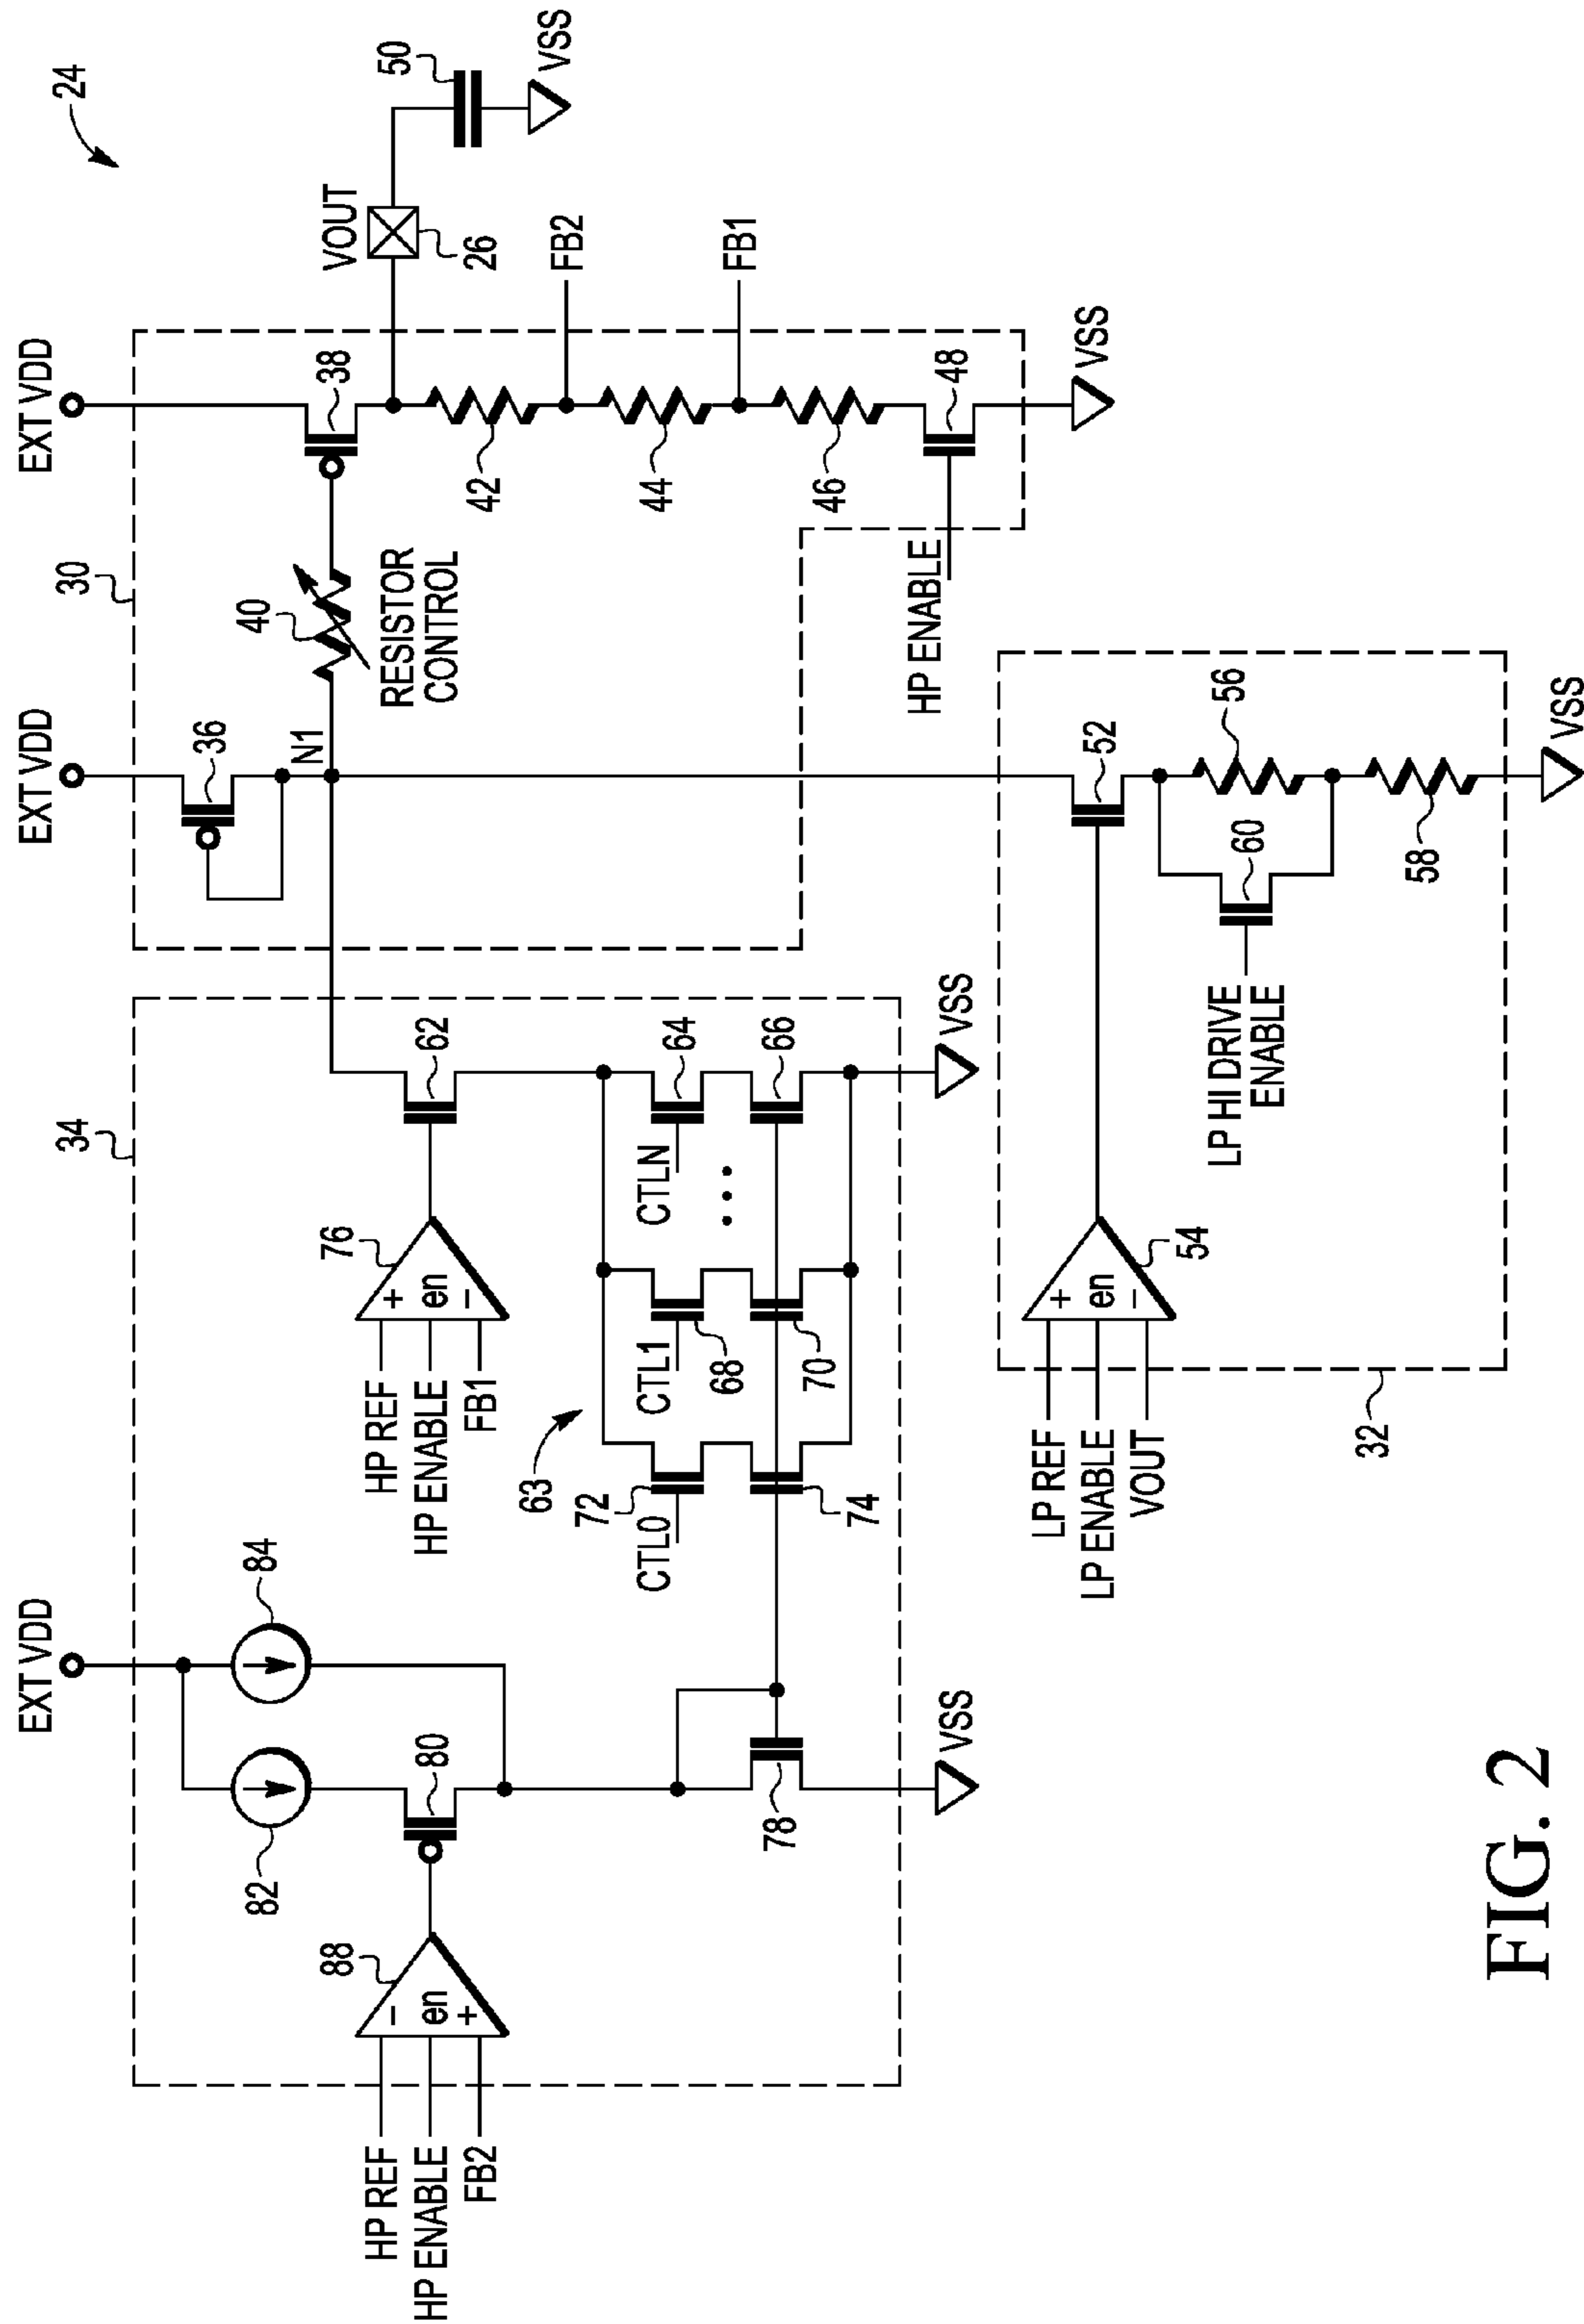 24
EXT VDD
EXT VDD
EXT VDD
30
34
36
38
40
N1
RESISTOR
CONTROL
VOUT
26
50
VSS
42
FB2
44
FB1
46
48
HP ENABLE
VSS
84
82
88
−
en
+
HP REF
HP ENABLE
FB2
80
78
VSS
76
+
en
−
HP REF
HP ENABLE
FB1
62
63
72
CTL0
74
CTL1
68
70
CTLN
64
66
VSS
52
56
60
58
LP HI DRIVE
ENABLE
VSS
+
en
−
54
LP REF
LP ENABLE
VOUT
32
FIG. 2